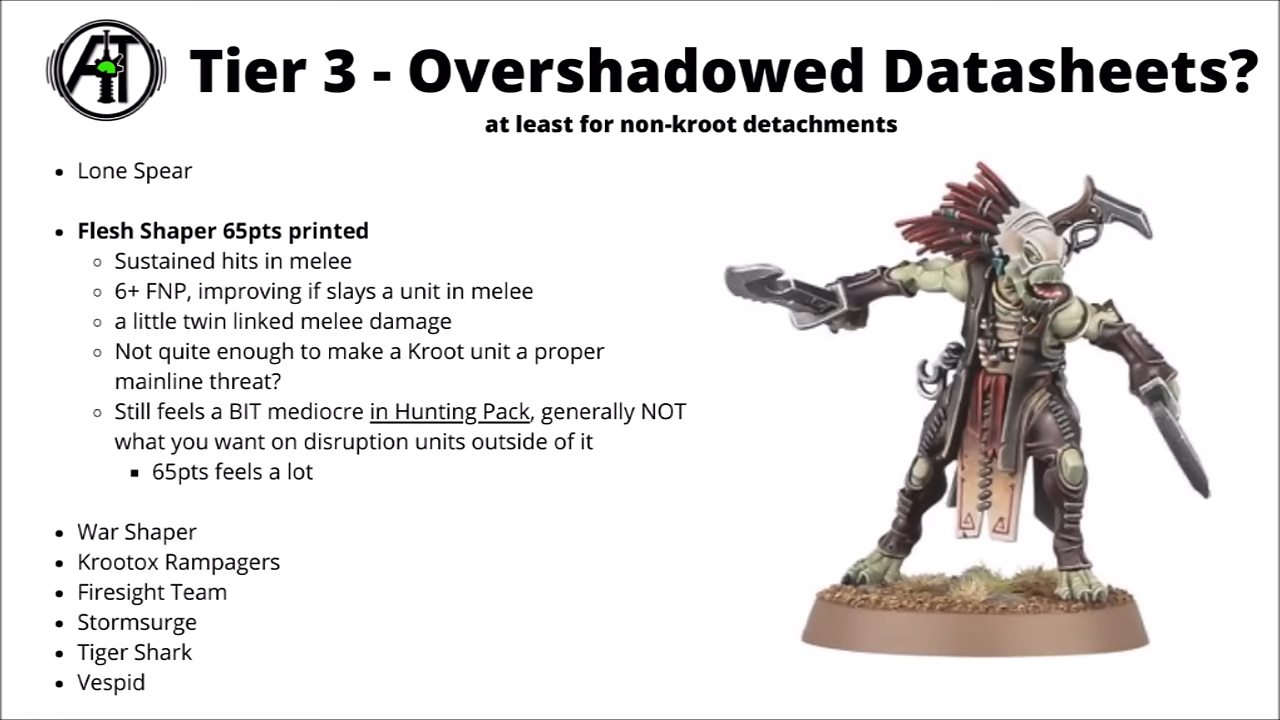 AT
Tier 3 - Overshadowed Datasheets?
at least for non-kroot detachments
• Lone Spear
• Flesh Shaper 65pts printed
◦ Sustained hits in melee
◦ 6+ FNP, improving if slays a unit in melee
◦ a little twin linked melee damage
◦ Not quite enough to make a Kroot unit a proper
mainline threat?
◦ Still feels a BIT mediocre in Hunting Pack, generally NOT
what you want on disruption units outside of it
▪ 65pts feels a lot
• War Shaper
• Krootox Rampagers
• Firesight Team
• Stormsurge
• Tiger Shark
• Vespid